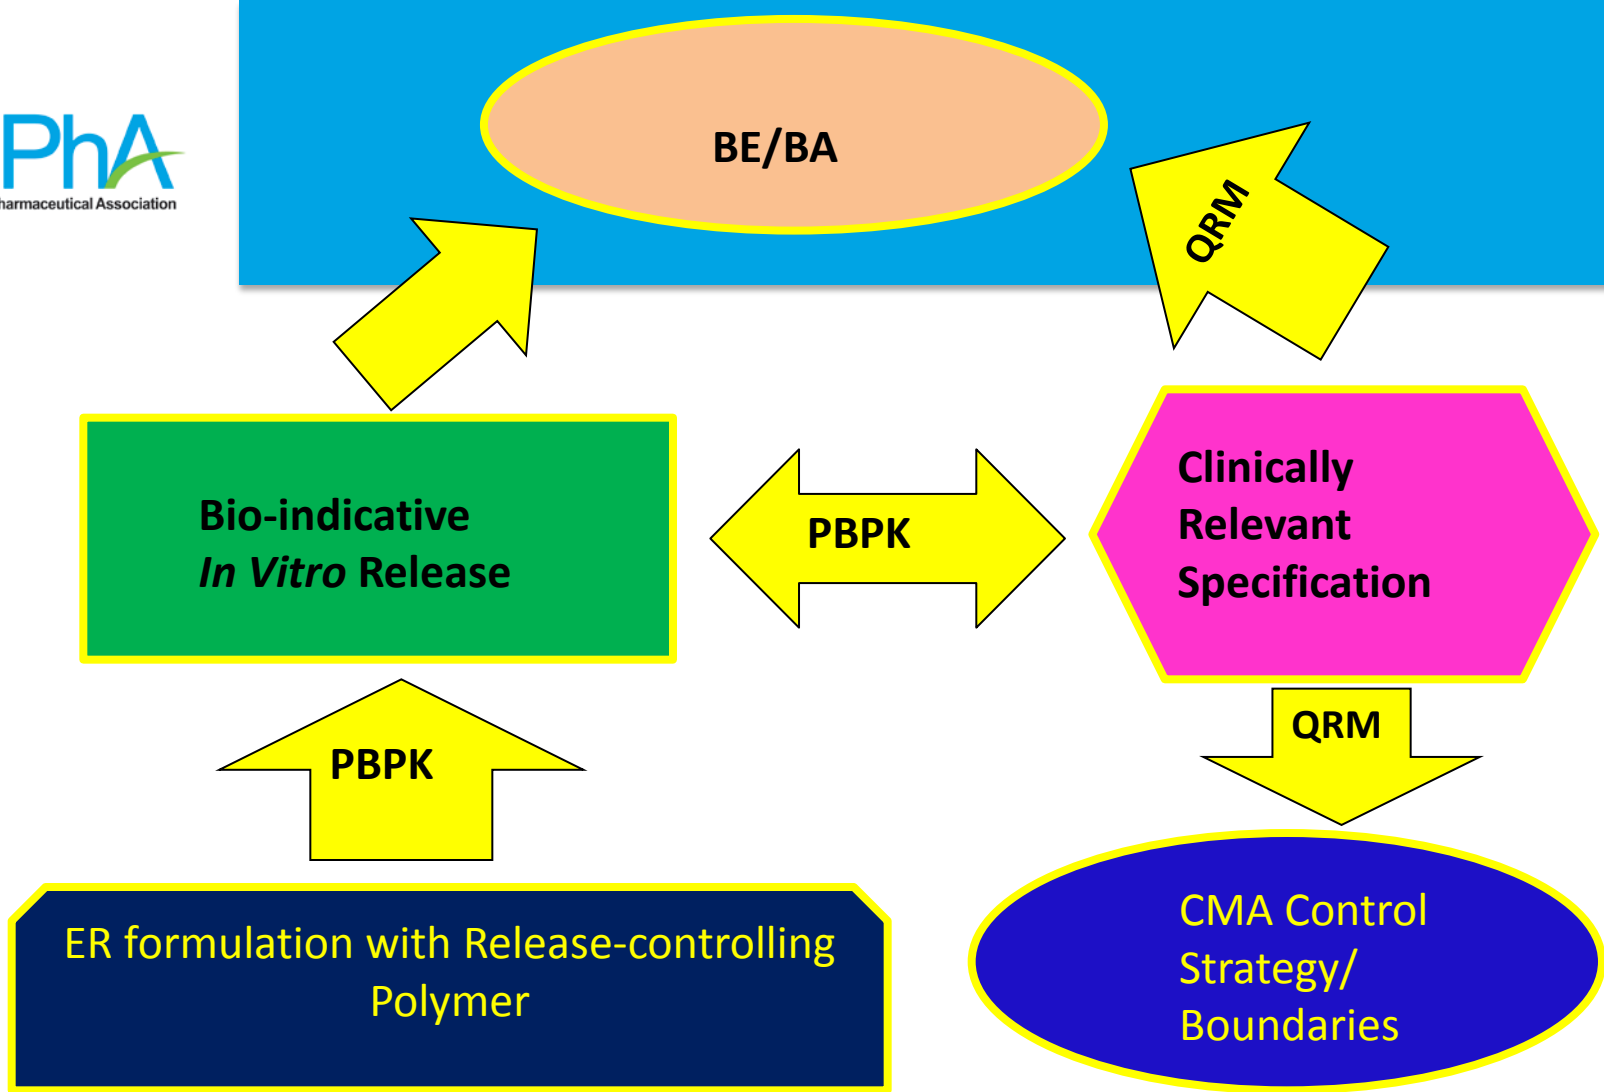 BE/BA
PhA
harmaceutical Association
QRM
Bio-indicative
In Vitro Release
PBPK
Clinically
Relevant
Specification
PBPK
QRM
ER formulation with Release-controlling
Polymer
CMA Control
Strategy/
Boundaries